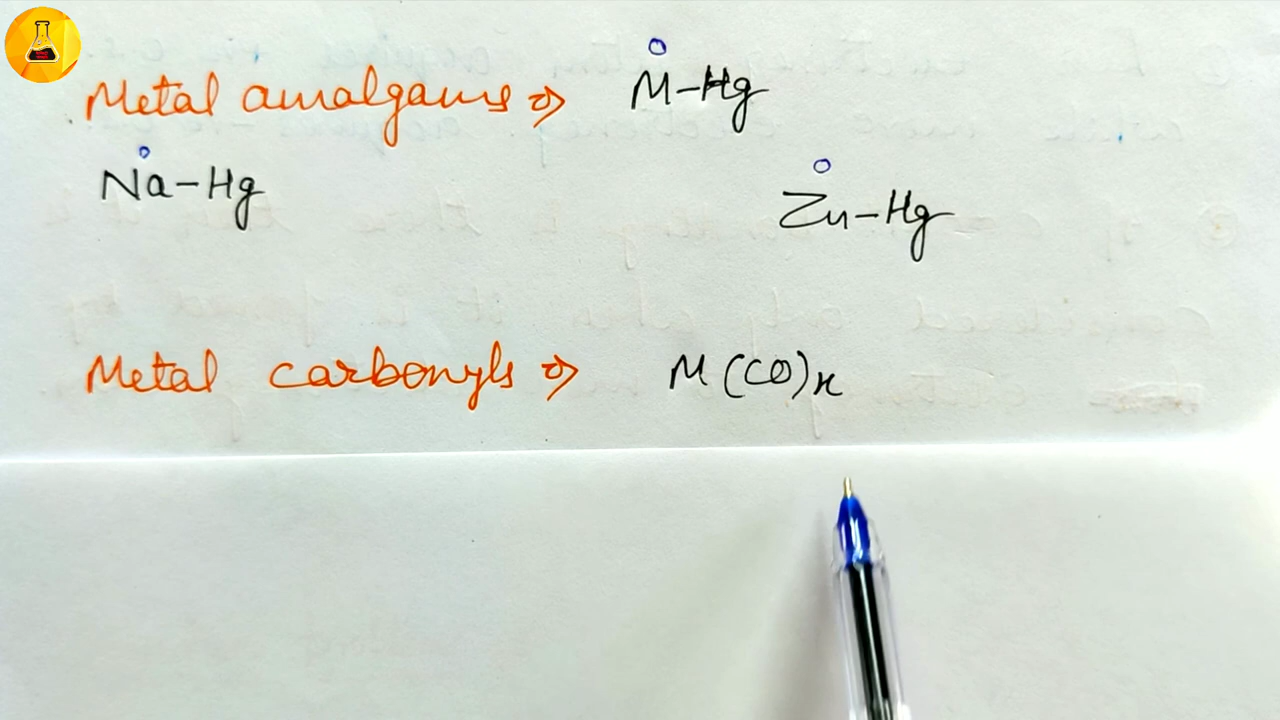 Metal amalgams ⇒ M-Hg
Na-Hg Zn-Hg
Metal carbonyls ⇒ M(CO)x